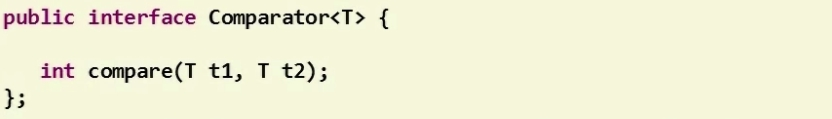 public interface Comparator<T> {
int compare(T t1, T t2);
};